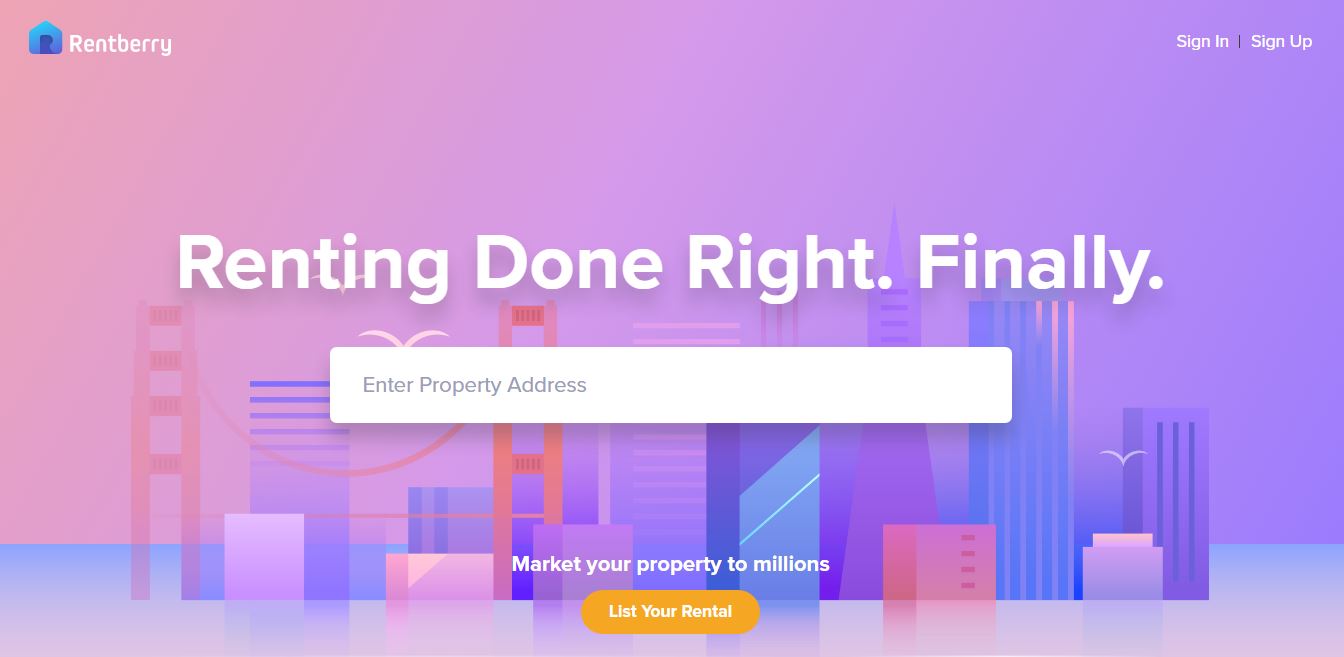 Rentberry
Sign In | Sign Up
Renting Done Right. Finally.
Enter Property Address
Market your property to millions
List Your Rental